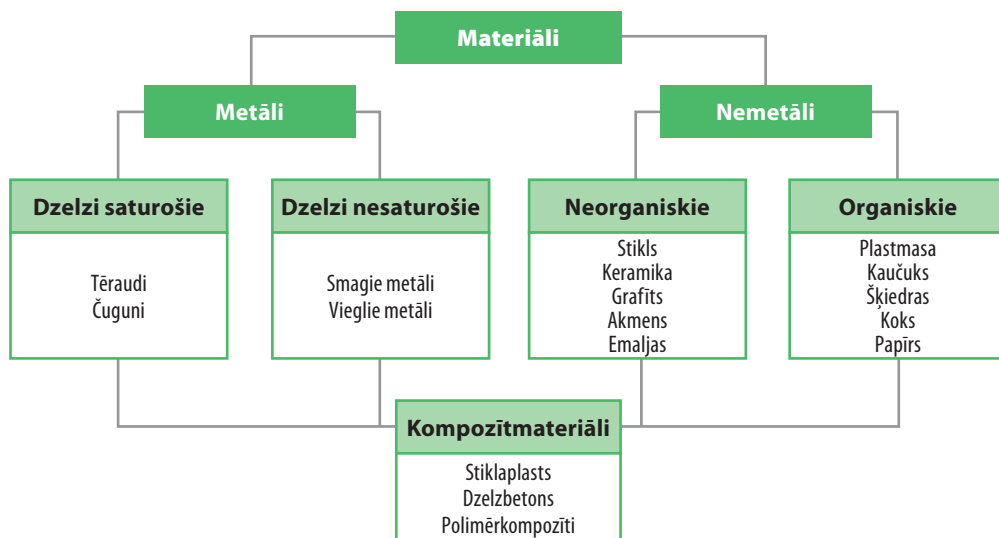 Materiāli
Metāli
Nemetāli
Dzelzi saturošie
Tēraudi
Čuguni
Dzelzi nesaturošie
Smagie metāli
Vieglie metāli
Neorganiskie
Stikls
Keramika
Grafīts
Akmens
Emaljas
Organiskie
Plastmasa
Kaučuks
Šķiedras
Koks
Papīrs
Kompozītmateriāli
Stiklaplasts
Dzelzbetons
Polimērkompozīti